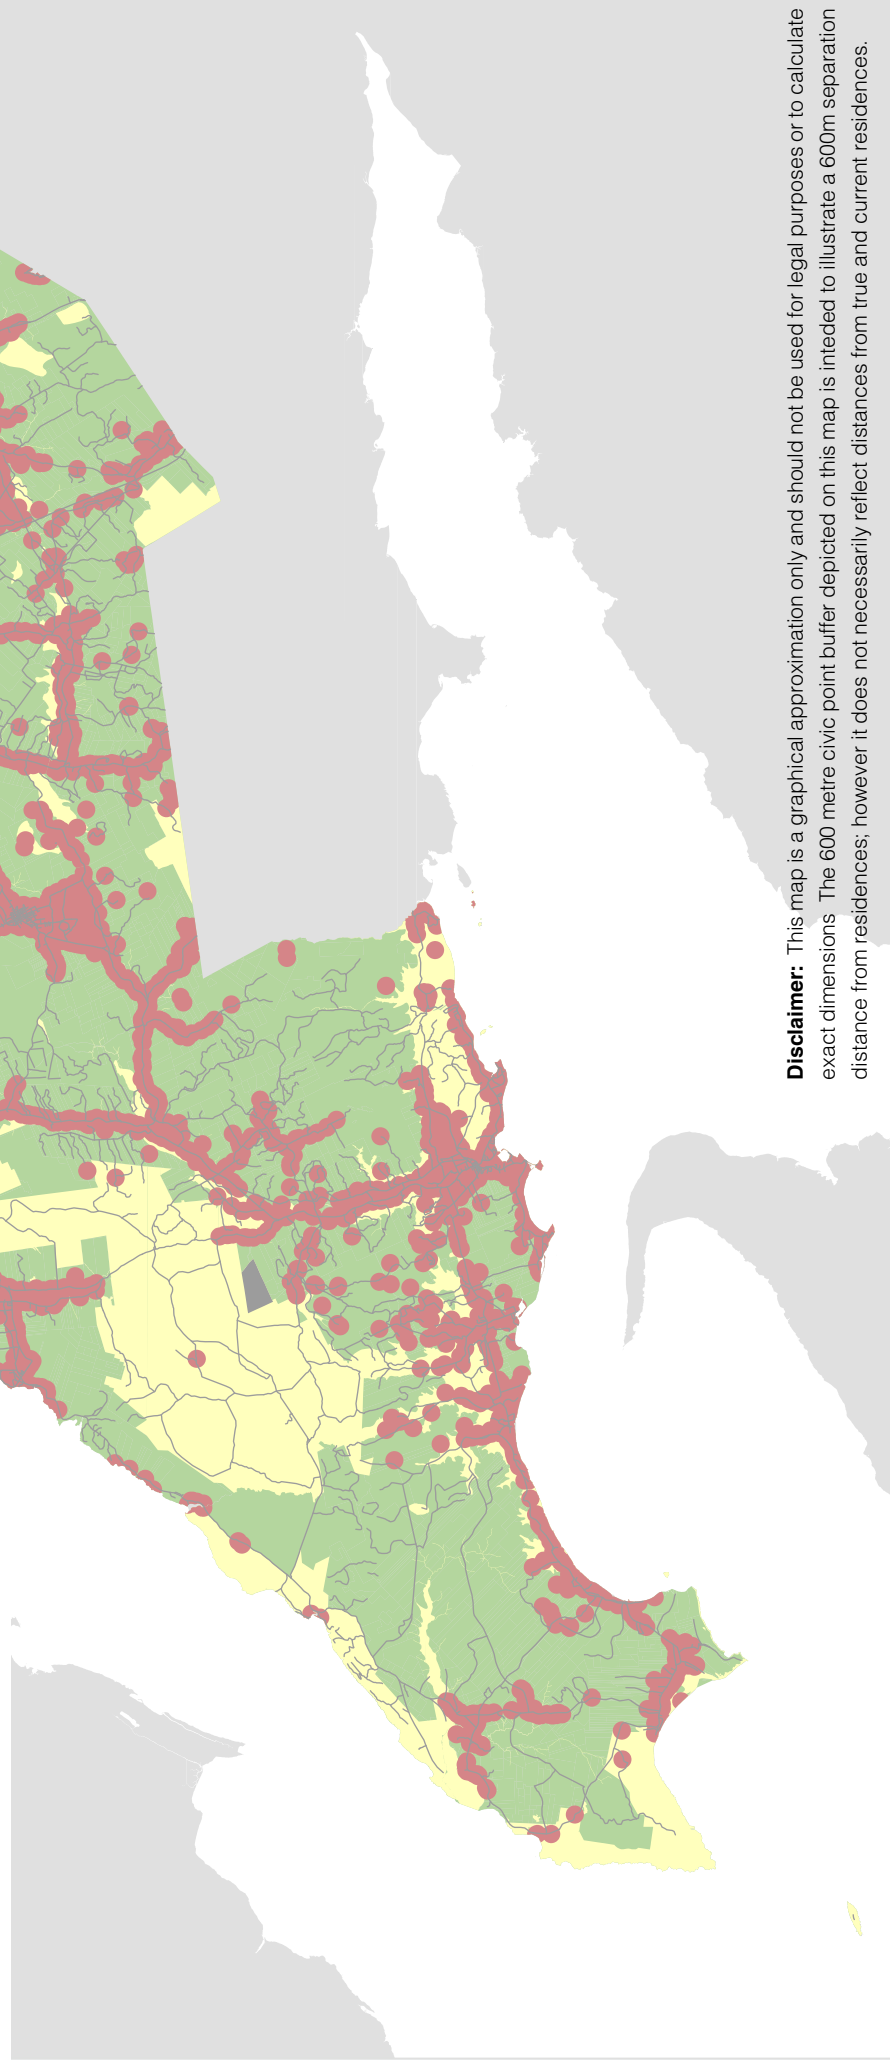 Disclaimer: This map is a graphical approximation only and should not be used for legal purposes or to calculate
exact dimensions The 600 metre civic point buffer depicted on this map is inteded to illustrate a 600m separation
distance from residences; however it does not necessarily reflect distances from true and current residences.